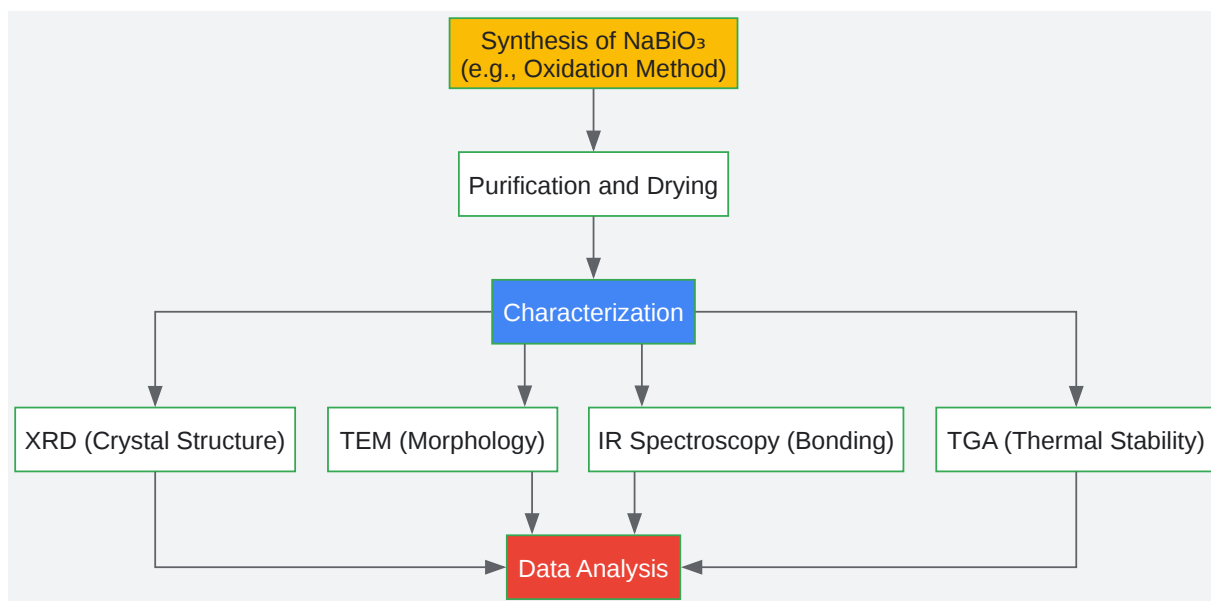 Synthesis of NaBiO₃
(e.g., Oxidation Method)
Purification and Drying
Characterization
XRD (Crystal Structure)
TEM (Morphology)
IR Spectroscopy (Bonding)
TGA (Thermal Stability)
Data Analysis